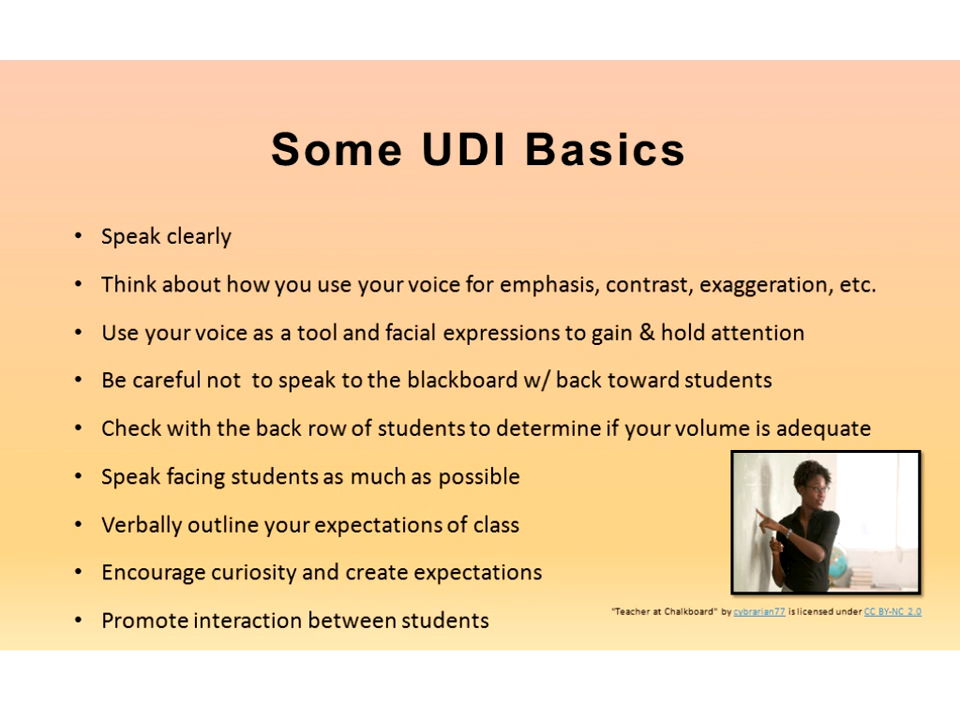 Some UDI Basics
• Speak clearly
• Think about how you use your voice for emphasis, contrast, exaggeration, etc.
• Use your voice as a tool and facial expressions to gain & hold attention
• Be careful not  to speak to the blackboard w/ back toward students
• Check with the back row of students to determine if your volume is adequate
• Speak facing students as much as possible
• Verbally outline your expectations of class
• Encourage curiosity and create expectations
• Promote interaction between students
"Teacher at Chalkboard" by cybrarian77 is licensed under CC BY-NC 2.0